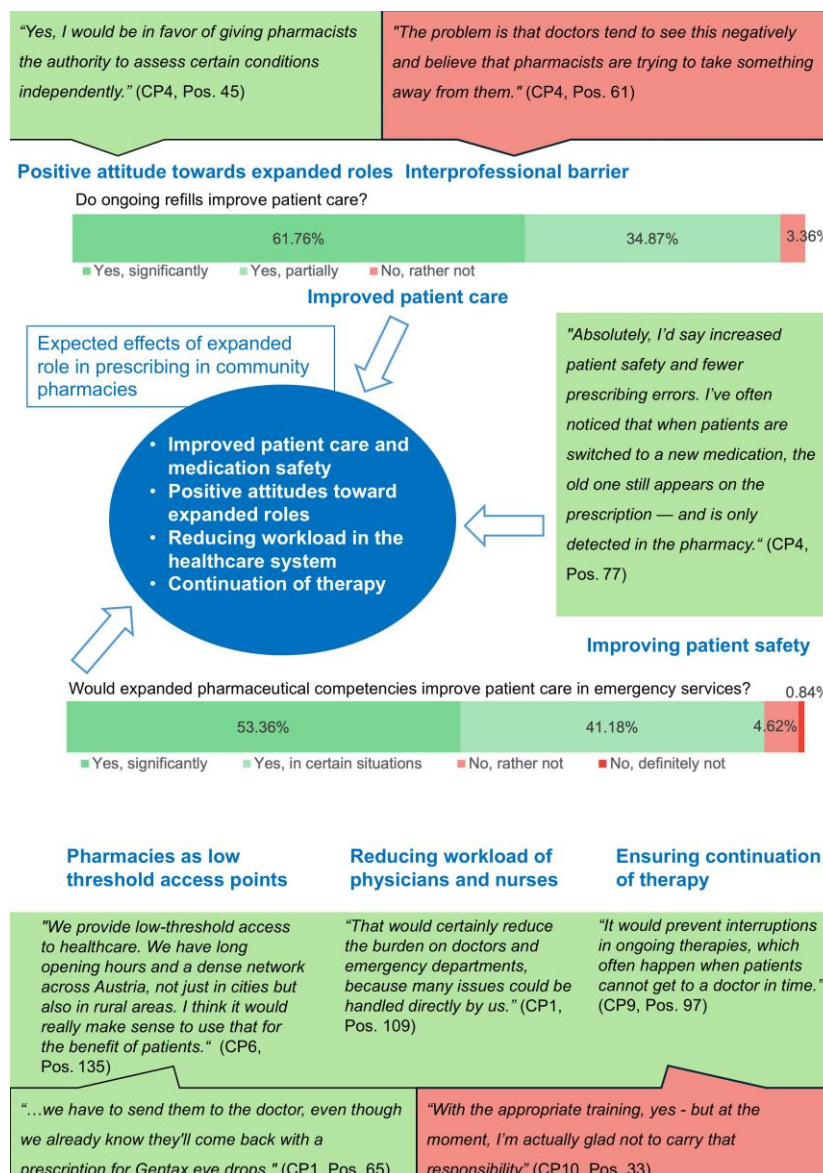 “Yes, I would be in favor of giving pharmacists
the authority to assess certain conditions
independently.” (CP4, Pos. 45)
"The problem is that doctors tend to see this negatively
and believe that pharmacists are trying to take something
away from them." (CP4, Pos. 61)
Positive attitude towards expanded roles
Interprofessional barrier
Do ongoing refills improve patient care?
61.76%
34.87%
3.36%
Yes, significantly
Yes, partially
No, rather not
Improved patient care
Expected effects of expanded
role in prescribing in community
pharmacies
• Improved patient care and
medication safety
• Positive attitudes toward
expanded roles
• Reducing workload in the
healthcare system
• Continuation of therapy
"Absolutely, I’d say increased
patient safety and fewer
prescribing errors. I’ve often
noticed that when patients are
switched to a new medication, the
old one still appears on the
prescription — and is only
detected in the pharmacy.“ (CP4,
Pos. 77)
Improving patient safety
Would expanded pharmaceutical competencies improve patient care in emergency services?
0.84%
53.36%
41.18%
4.62%
Yes, significantly
Yes, in certain situations
No, rather not
No, definitely not
Pharmacies as low
threshold access points
Reducing workload of
physicians and nurses
Ensuring continuation
of therapy
"We provide low-threshold access
to healthcare. We have long
opening hours and a dense network
across Austria, not just in cities but
also in rural areas. I think it would
really make sense to use that for
the benefit of patients.“ (CP6,
Pos. 135)
“That would certainly reduce
the burden on doctors and
emergency departments,
because many issues could be
handled directly by us.” (CP1,
Pos. 109)
“It would prevent interruptions
in ongoing therapies, which
often happen when patients
cannot get to a doctor in time.”
(CP9, Pos. 97)
“…we have to send them to the doctor, even though
we already know they'll come back with a
prescription for Gentax eye drops." (CP1, Pos. 65)
“With the appropriate training, yes - but at the
moment, I’m actually glad not to carry that
responsibility” (CP10, Pos. 33)